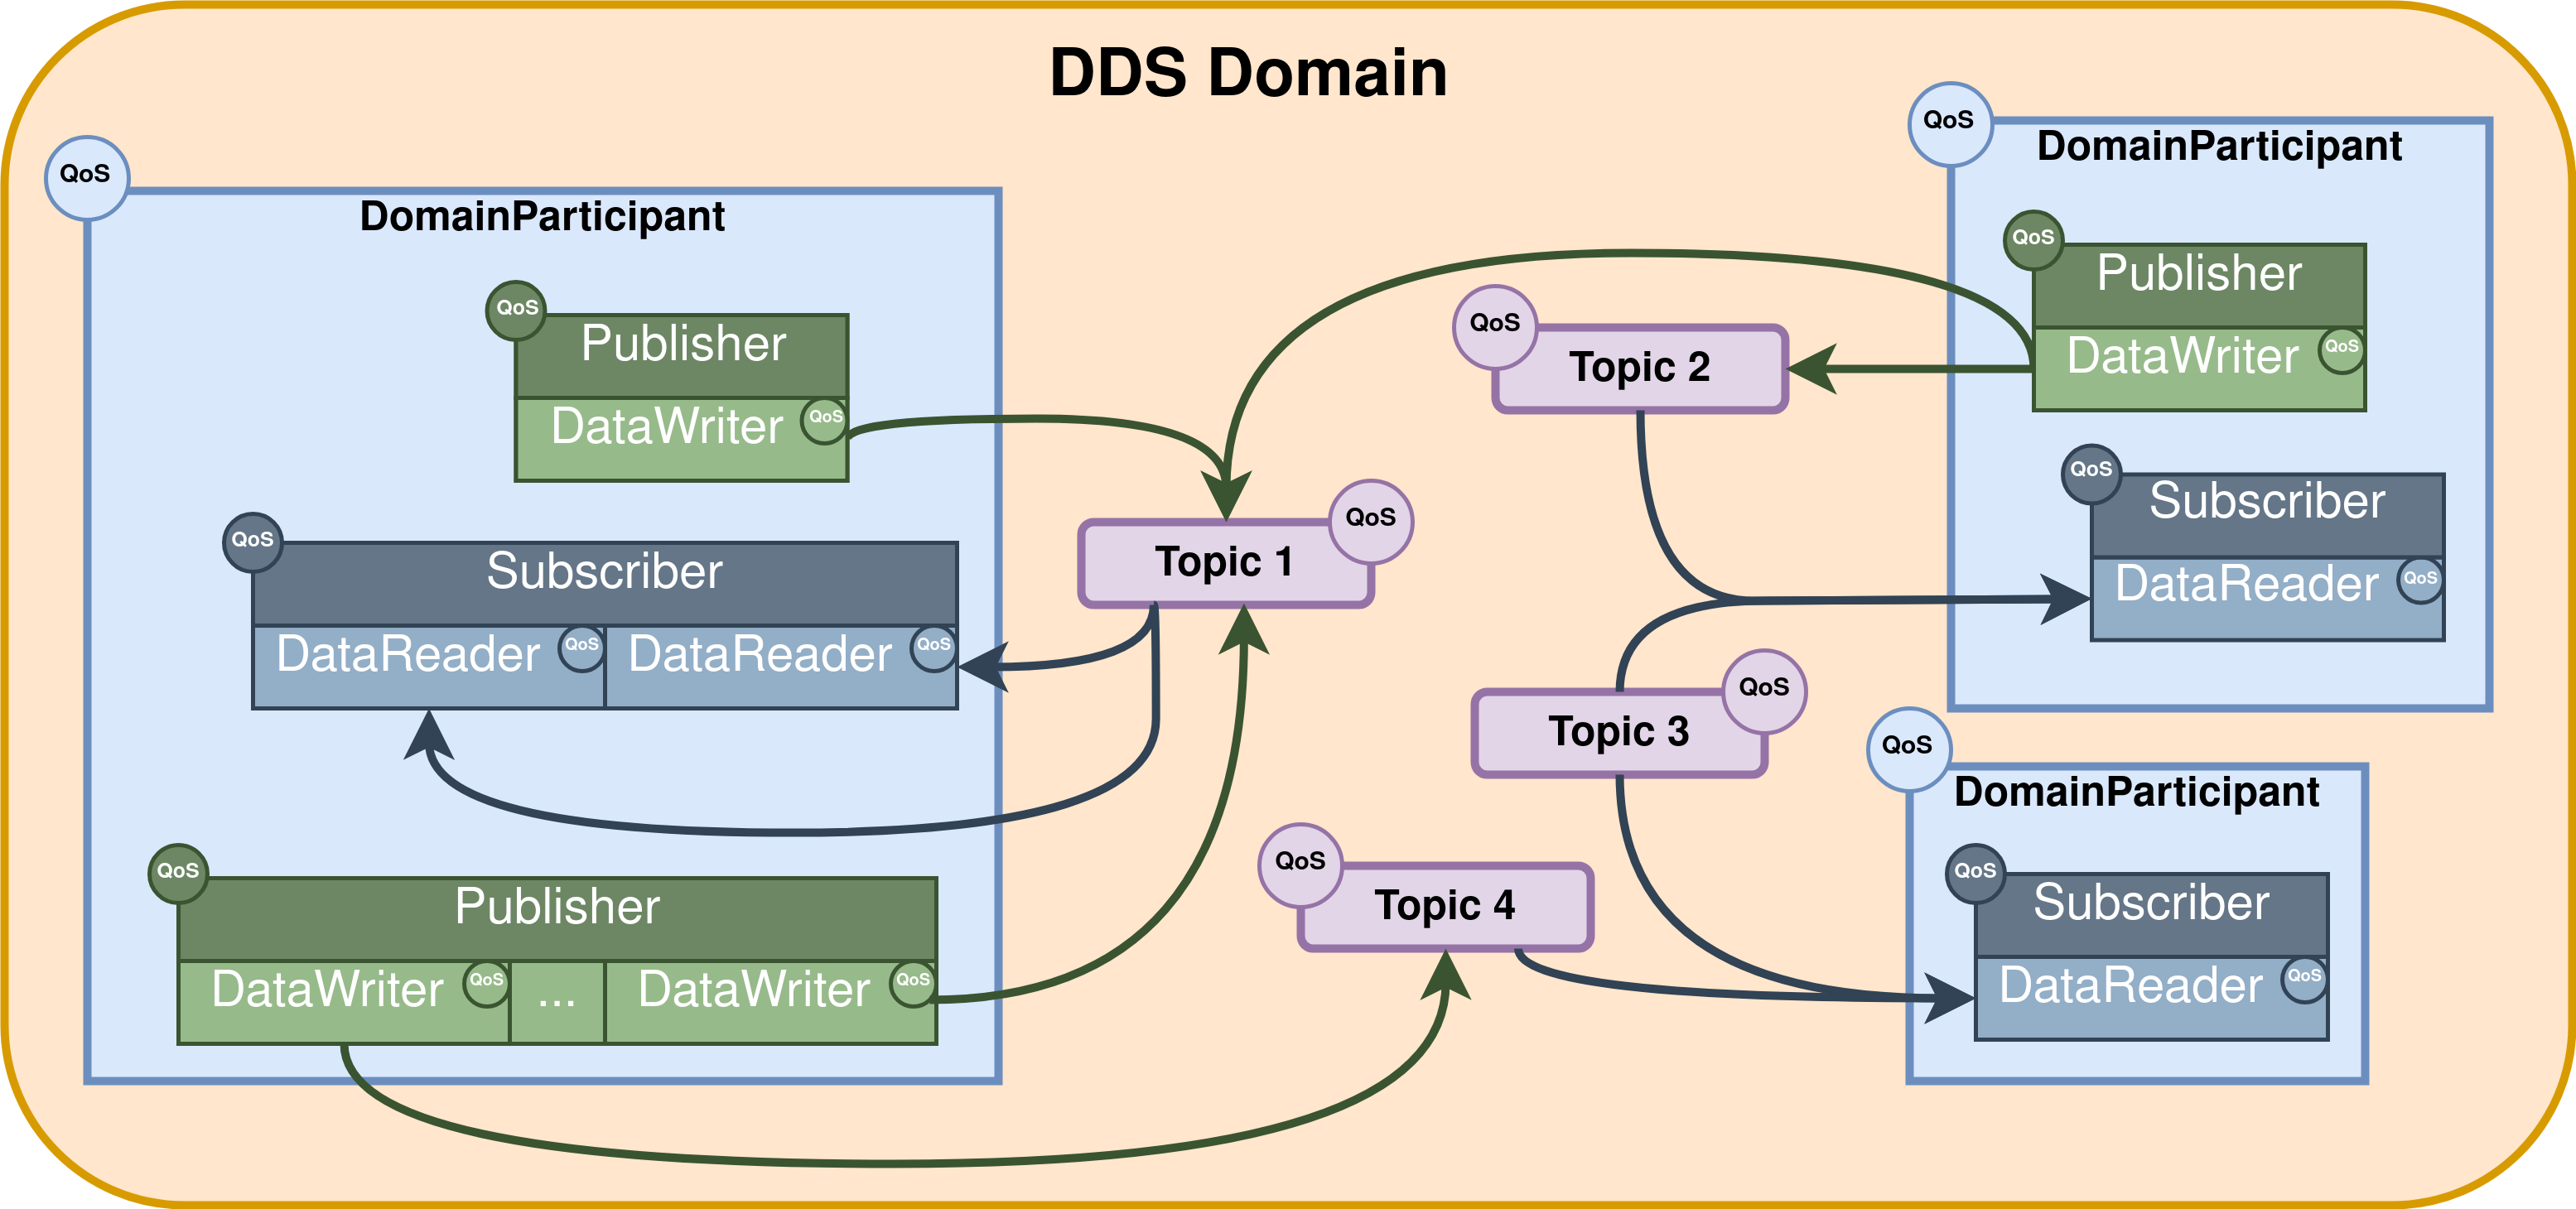 DDS Domain
QoS
DomainParticipant
QoS
Publisher
DataWriter QoS
QoS
Subscriber
DataReader QoS DataReader QoS
QoS
Publisher
DataWriter QoS ... DataWriter QoS
Topic 1 QoS
QoS
Topic 2
Topic 3 QoS
QoS
Topic 4
QoS
DomainParticipant
QoS
Publisher
DataWriter QoS
QoS
Subscriber
DataReader QoS
QoS
DomainParticipant
QoS
Subscriber
DataReader QoS